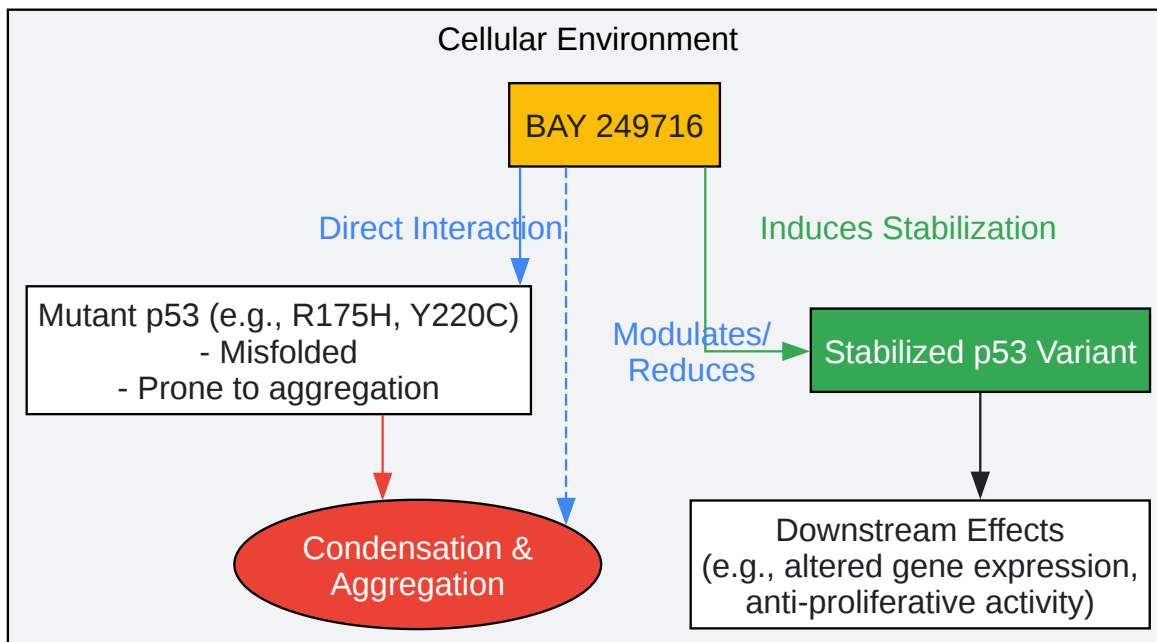 Cellular Environment
BAY 249716
Direct Interaction
Induces Stabilization
Mutant p53 (e.g., R175H, Y220C)
- Misfolded
- Prone to aggregation
Modulates/
Reduces
Stabilized p53 Variant
Condensation &
Aggregation
Downstream Effects
(e.g., altered gene expression,
anti-proliferative activity)